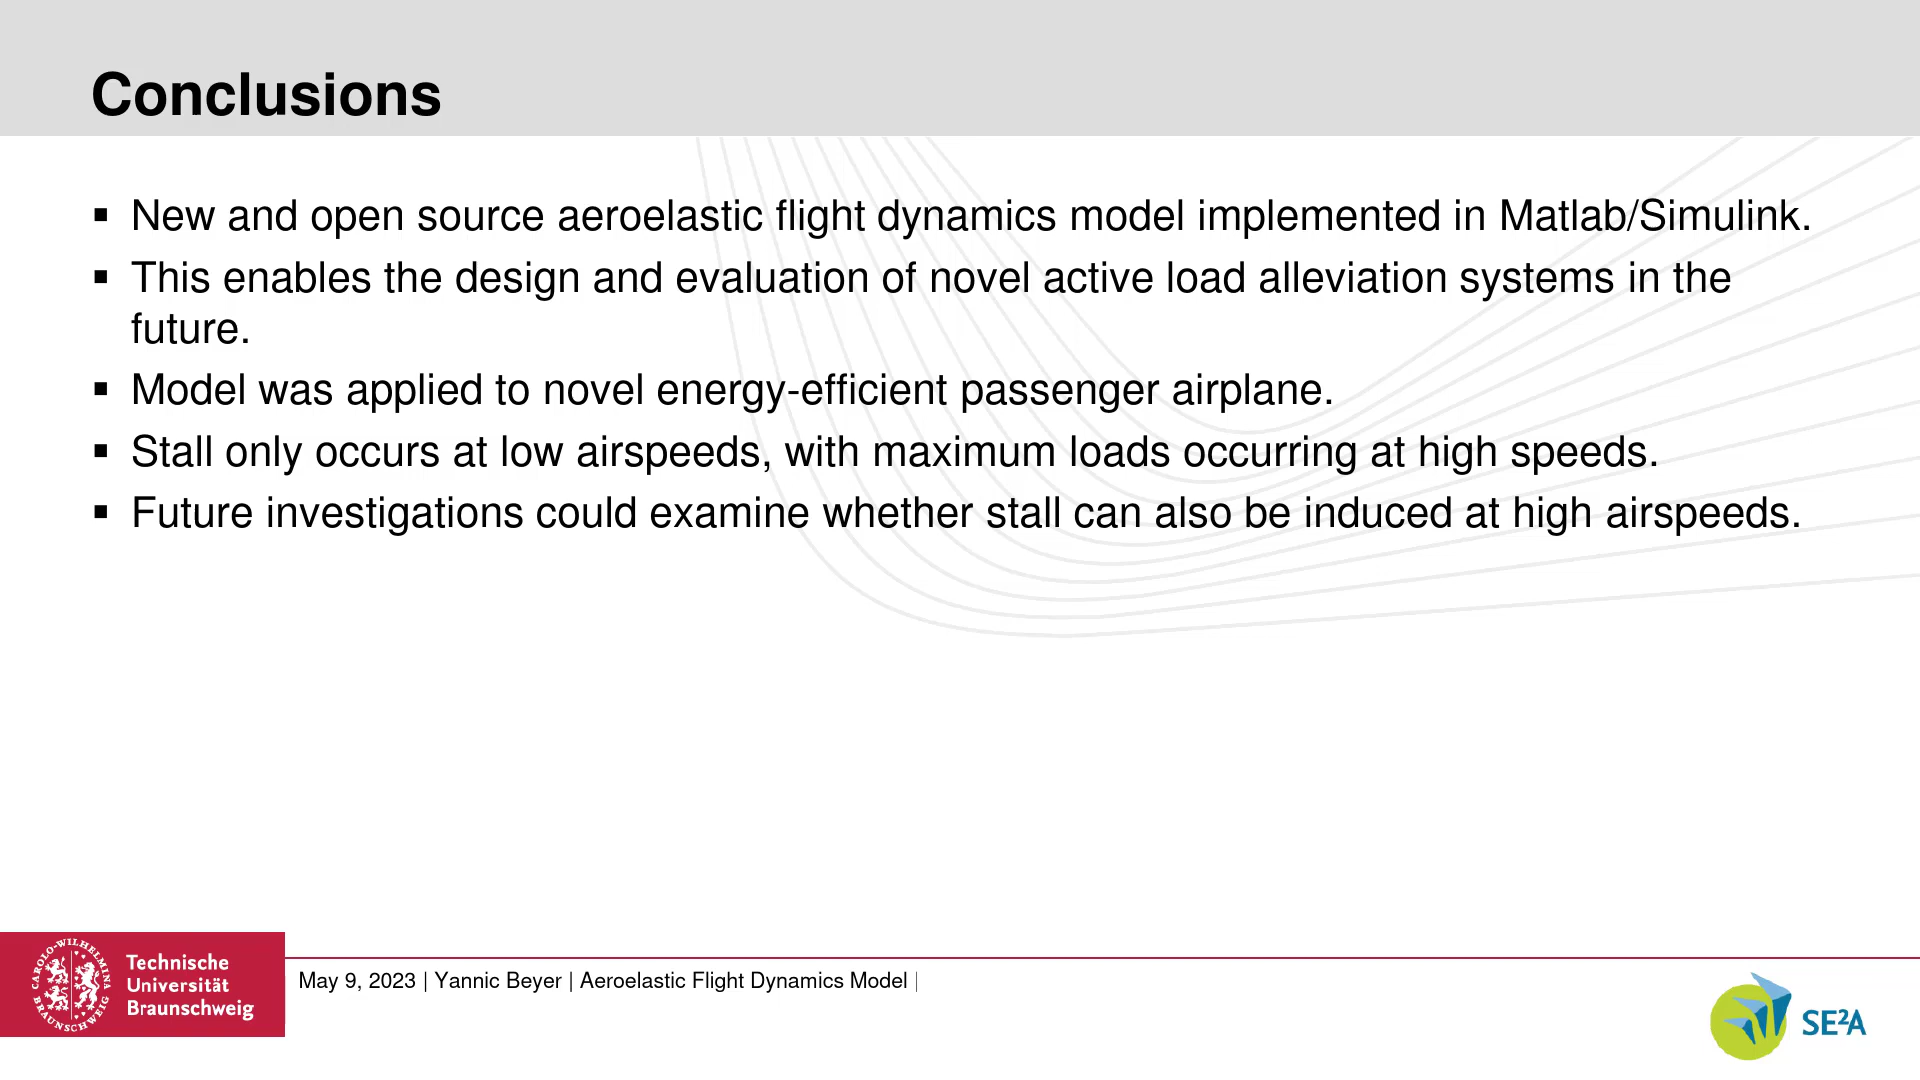 Conclusions
▪ New and open source aeroelastic flight dynamics model implemented in Matlab/Simulink.
▪ This enables the design and evaluation of novel active load alleviation systems in the
future.
▪ Model was applied to novel energy-efficient passenger airplane.
▪ Stall only occurs at low airspeeds, with maximum loads occurring at high speeds.
▪ Future investigations could examine whether stall can also be induced at high airspeeds.
CAROLO-WILHELMINA
BRAUNSCHWEIG
Technische
Universität
Braunschweig
May 9, 2023 | Yannic Beyer | Aeroelastic Flight Dynamics Model |
SE²A